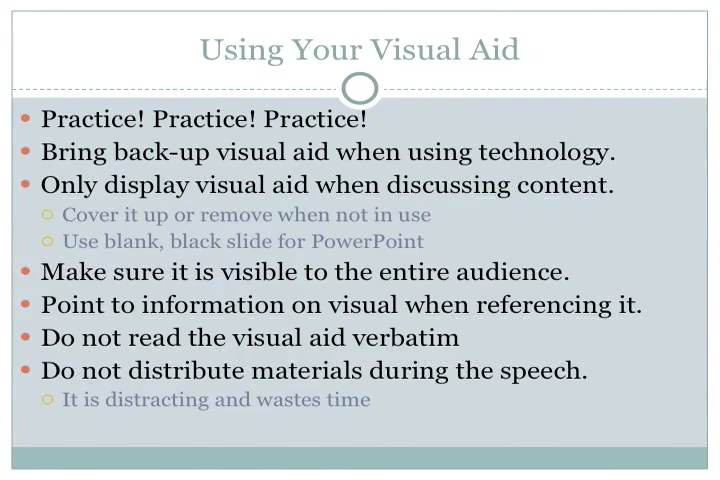 Using Your Visual Aid
Practice! Practice! Practice!
Bring back-up visual aid when using technology.
Only display visual aid when discussing content.
Cover it up or remove when not in use
Use blank, black slide for PowerPoint
Make sure it is visible to the entire audience.
Point to information on visual when referencing it.
Do not read the visual aid verbatim
Do not distribute materials during the speech.
It is distracting and wastes time